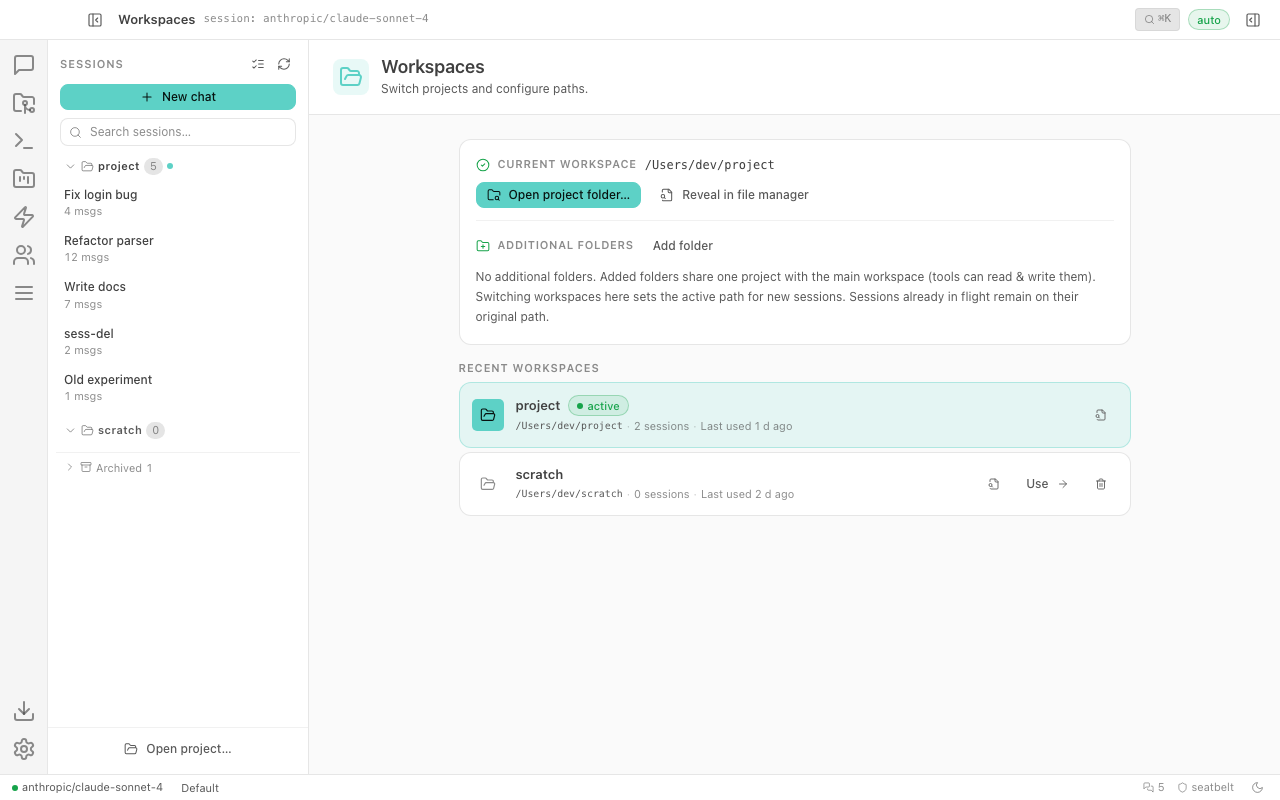 Workspaces session: anthropic/claude-sonnet-4
⌘K
auto
SESSIONS
New chat
Search sessions...
project 5
Fix login bug
4 msgs
Refactor parser
12 msgs
Write docs
7 msgs
sess-del
2 msgs
Old experiment
1 msgs
scratch 0
Archived 1
Open project...
Workspaces
Switch projects and configure paths.
CURRENT WORKSPACE /Users/dev/project
Open project folder...
Reveal in file manager
ADDITIONAL FOLDERS Add folder
No additional folders. Added folders share one project with the main workspace (tools can read & write them).
Switching workspaces here sets the active path for new sessions. Sessions already in flight remain on their
original path.
RECENT WORKSPACES
project active
/Users/dev/project · 2 sessions · Last used 1 d ago
scratch
/Users/dev/scratch · 0 sessions · Last used 2 d ago
Use
anthropic/claude-sonnet-4 Default
5 seatbelt